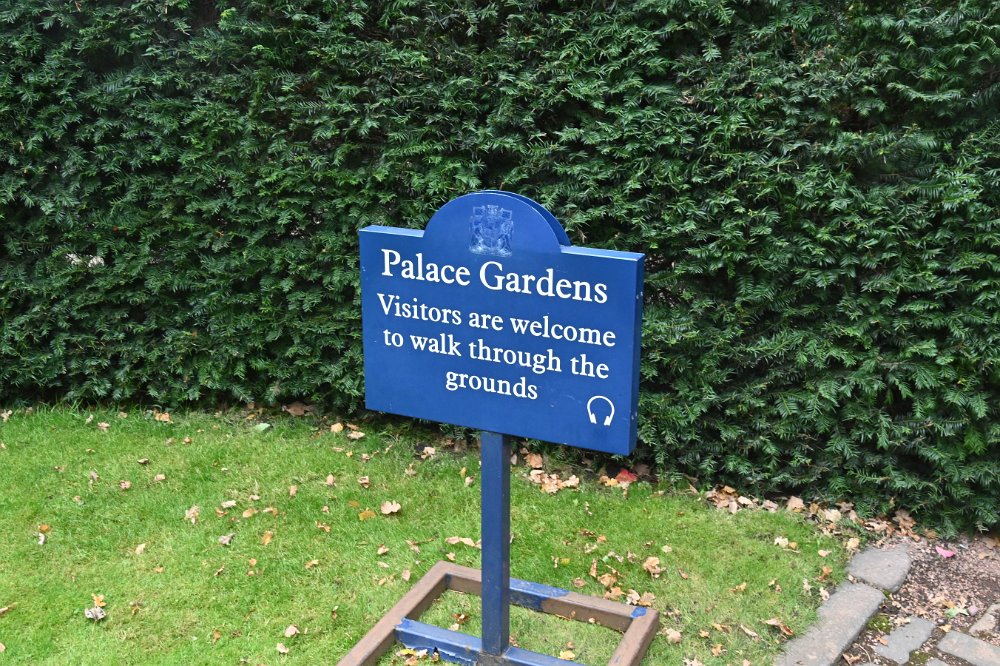 Palace Gardens
Visitors are welcome
to walk through the
grounds